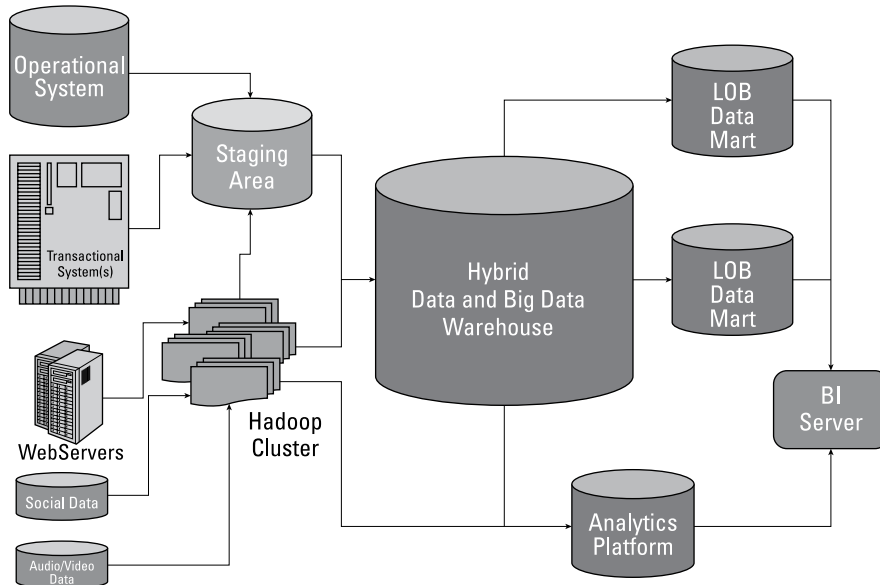 Operational
System
Staging
Area
Transactional
System(s)
WebServers
Social Data
Audio/Video
Data
Hadoop
Cluster
Hybrid
Data and Big Data
Warehouse
LOB
Data
Mart
LOB
Data
Mart
BI
Server
Analytics
Platform